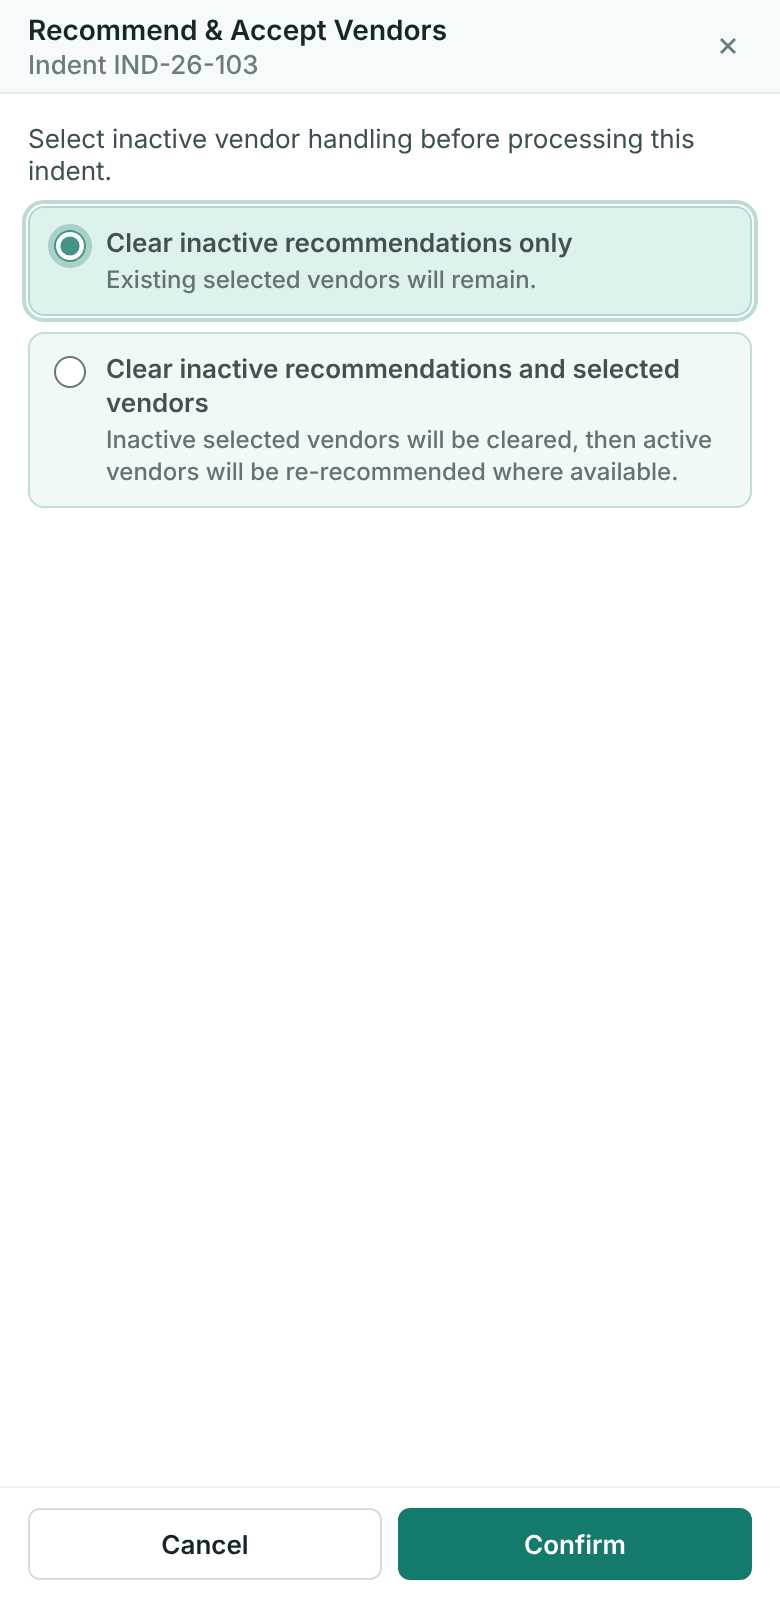 Recommend & Accept Vendors
Indent IND-26-103
Select inactive vendor handling before processing this
indent.
Clear inactive recommendations only
Existing selected vendors will remain.
Clear inactive recommendations and selected
vendors
Inactive selected vendors will be cleared, then active
vendors will be re-recommended where available.
Cancel
Confirm